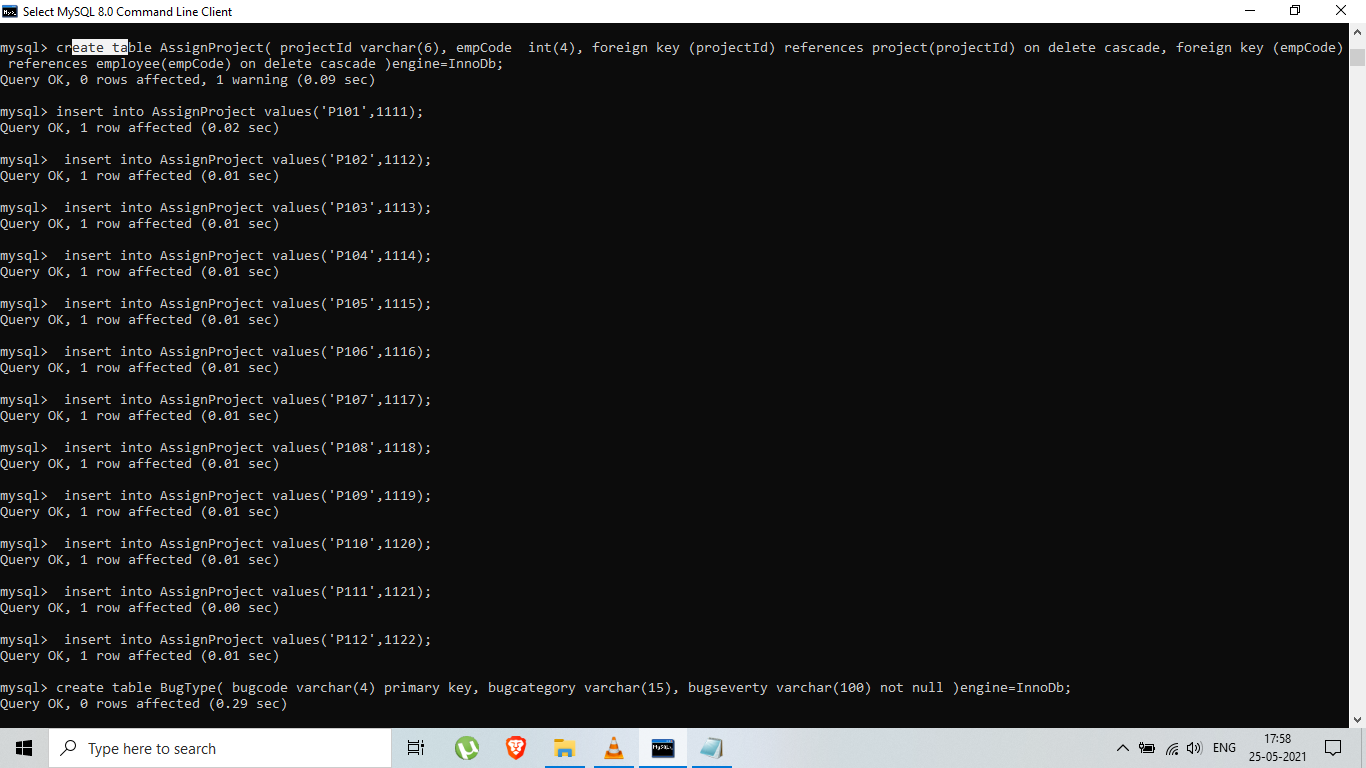 Select MySQL 8.0 Command Line Client
mysql> create table AssignProject( projectId varchar(6), empCode  int(4), foreign key (projectId) references project(projectId) on delete cascade, foreign key (empCode)
 references employee(empCode) on delete cascade )engine=InnoDb;
Query OK, 0 rows affected, 1 warning (0.09 sec)
mysql> insert into AssignProject values('P101',1111);
Query OK, 1 row affected (0.02 sec)
mysql>  insert into AssignProject values('P102',1112);
Query OK, 1 row affected (0.01 sec)
mysql>  insert into AssignProject values('P103',1113);
Query OK, 1 row affected (0.01 sec)
mysql>  insert into AssignProject values('P104',1114);
Query OK, 1 row affected (0.01 sec)
mysql>  insert into AssignProject values('P105',1115);
Query OK, 1 row affected (0.01 sec)
mysql>  insert into AssignProject values('P106',1116);
Query OK, 1 row affected (0.01 sec)
mysql>  insert into AssignProject values('P107',1117);
Query OK, 1 row affected (0.01 sec)
mysql>  insert into AssignProject values('P108',1118);
Query OK, 1 row affected (0.01 sec)
mysql>  insert into AssignProject values('P109',1119);
Query OK, 1 row affected (0.01 sec)
mysql>  insert into AssignProject values('P110',1120);
Query OK, 1 row affected (0.01 sec)
mysql>  insert into AssignProject values('P111',1121);
Query OK, 1 row affected (0.00 sec)
mysql>  insert into AssignProject values('P112',1122);
Query OK, 1 row affected (0.01 sec)
mysql> create table BugType( bugcode varchar(4) primary key, bugcategory varchar(15), bugseverty varchar(100) not null )engine=InnoDb;
Query OK, 0 rows affected (0.29 sec)
Type here to search
ENG
17:58
25-05-2021